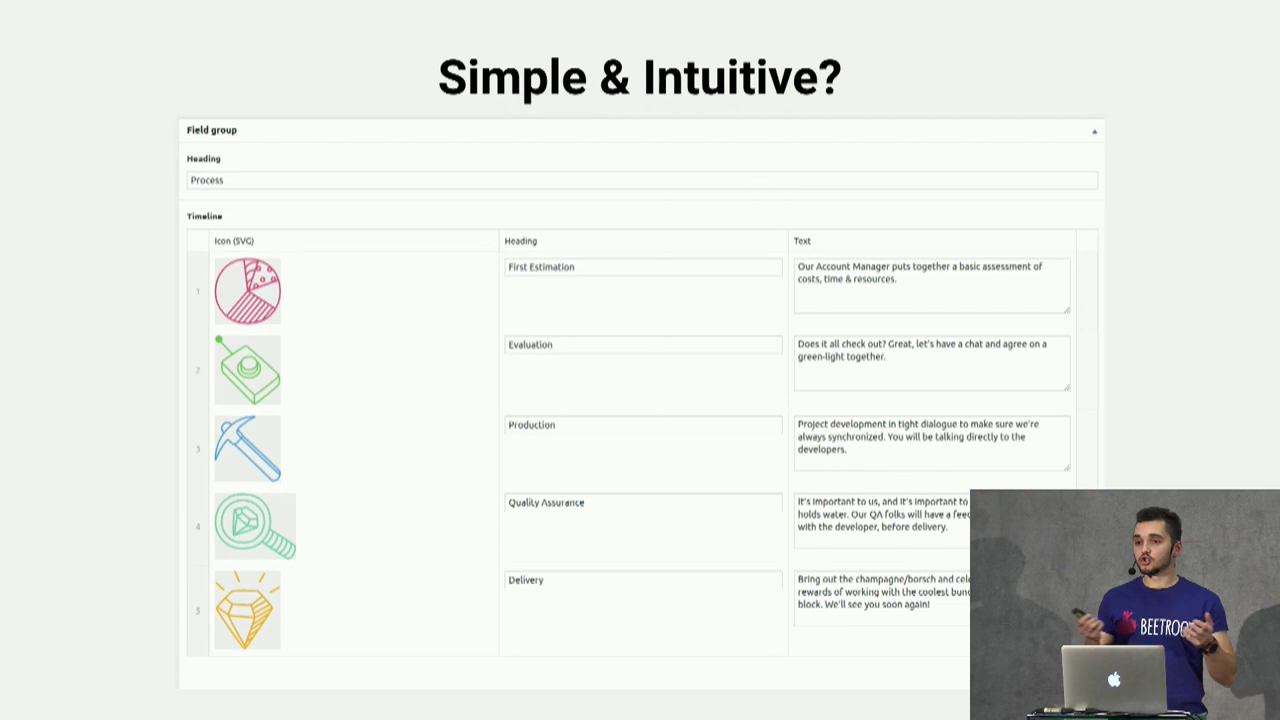 Simple & Intuitive?
Field group
Heading
Process
Timeline
Icon (SVG)
Heading
Text
1
First Estimation
Our Account Manager puts together a basic assessment of
costs, time & resources.
2
Evaluation
Does it all check out? Great, let's have a chat and agree on a
green-light together.
3
Production
Project development in tight dialogue to make sure we're
always synchronized. You will be talking directly to the
developers.
4
Quality Assurance
It's important to us, and it's important to
holds water. Our QA folks will have a
with the developer, before delivery.
5
Delivery
Bring out the champagne/borsch and
rewards of working with the coolest
block. We'll see you soon again!
BEETROO